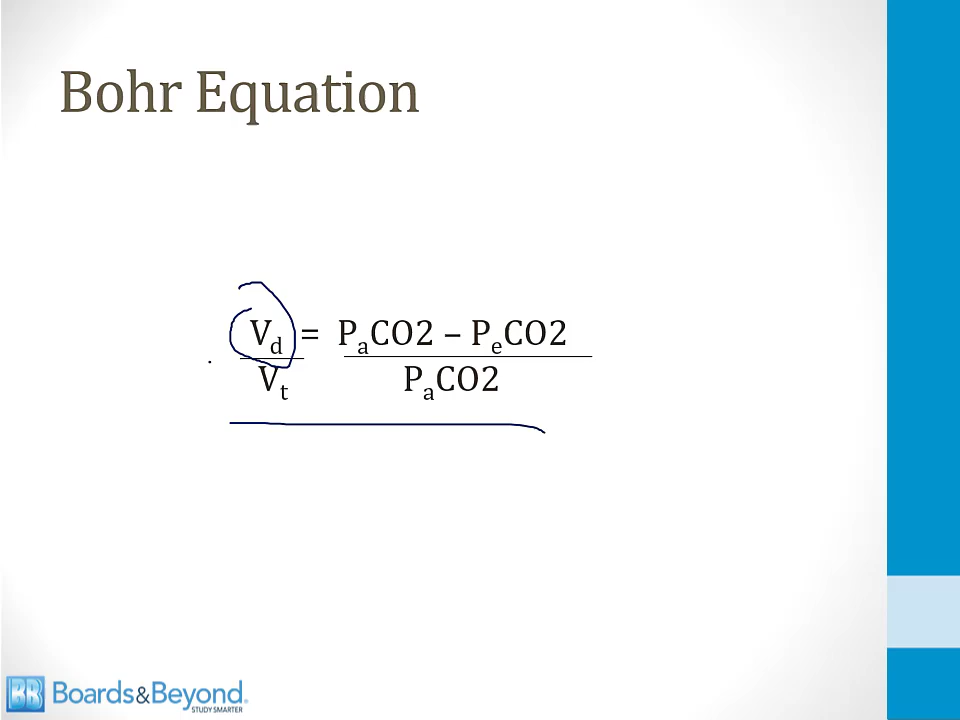 Bohr Equation
Vd = PaCO2 – PeCO2
Vt PaCO2
Boards&Beyond.
STUDY SMARTER